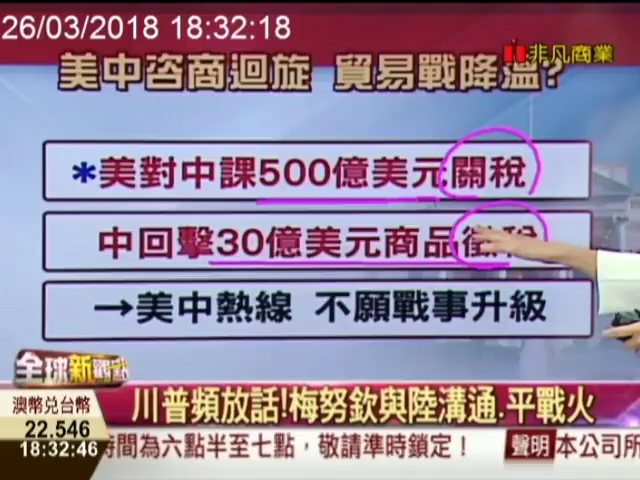 26/03/2018 18:32:18
非凡商業
美中咨商迴旋 貿易戰降溫?
*美對中課500億美元關稅
中回擊30億美元商品徵稅
→美中熱線 不願戰事升級
全球新觀點
川普頻放話!梅努欽與陸溝通.平戰火
澳幣兌台幣
22.546
18:32:46
時間為六點半至七點，敬請準時鎖定！ 聲明 本公司所